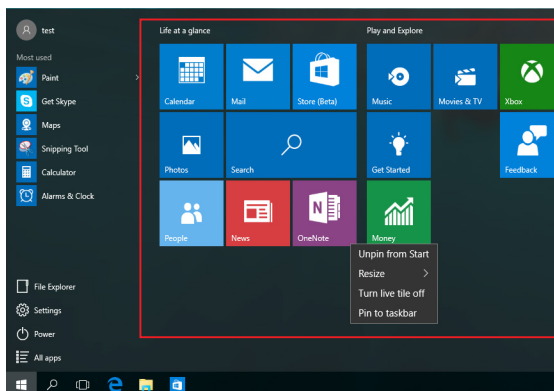 test
Most used
Paint
Get Skype
Maps
Snipping Tool
Calculator
Alarms & Clock
File Explorer
Settings
Power
All apps
Life at a glance
Calendar
Mail
Store (Beta)
Photos
Search
People
News
OneNote
Play and Explore
Music
Movies & TV
Xbox
Get Started
Feedback
Money
Unpin from Start
Resize
Turn live tile off
Pin to taskbar